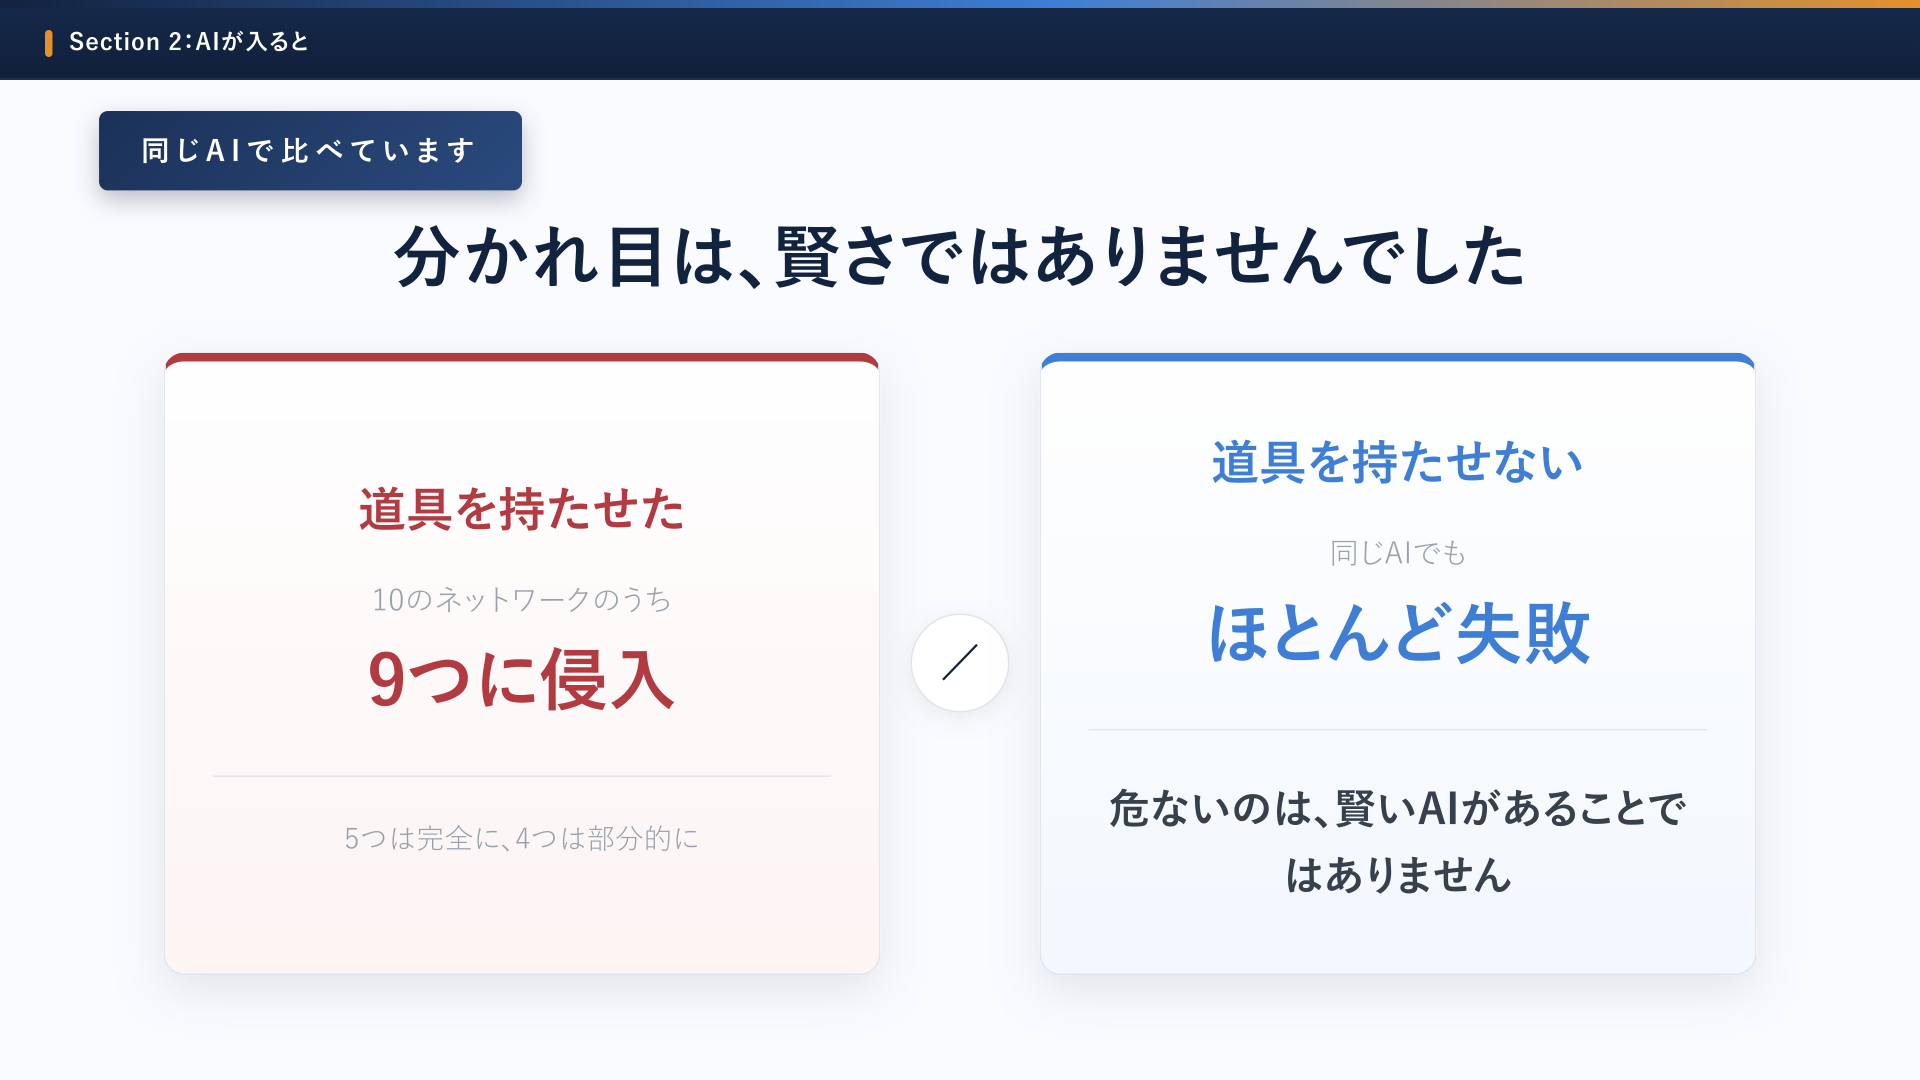 Section 2：AIが入ると
同じAIで比べています
分かれ目は、賢さではありませんでした
道具を持たせた
10のネットワークのうち
9つに侵入
5つは完全に、4つは部分的に
／
道具を持たせない
同じAIでも
ほとんど失敗
危ないのは、賢いAIがあることで
はありません